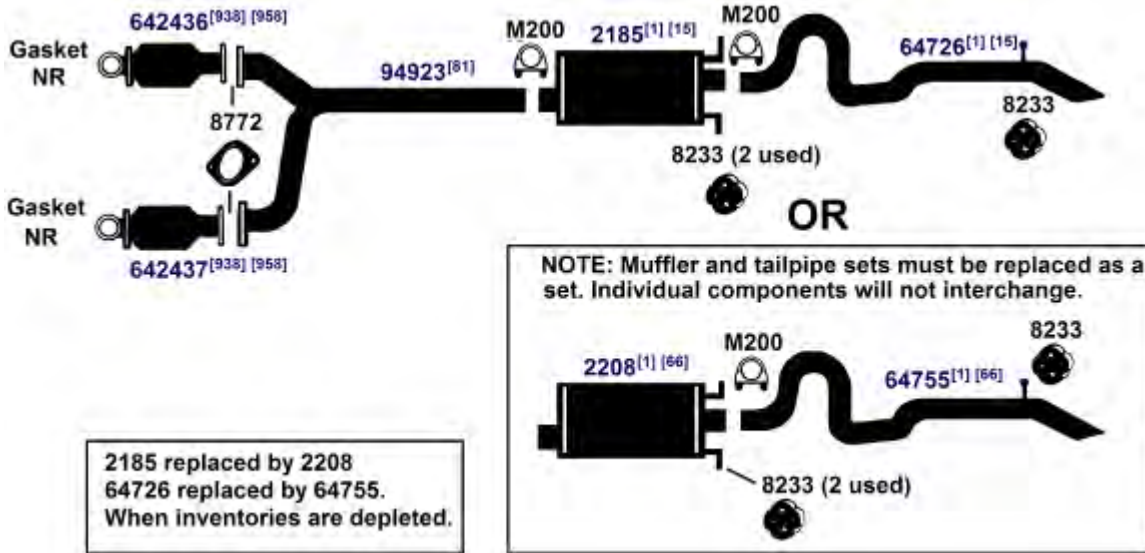 642436[938] [958]
Gasket
NR
M200
2185[1] [15]
M200
64726[1] [15]
94923[81]
8772
8233
8233 (2 used)
Gasket
NR
642437[938] [958]
OR
NOTE: Muffler and tailpipe sets must be replaced as a
set. Individual components will not interchange.
8233
M200
2208[1] [66]
64755[1] [66]
8233 (2 used)
2185 replaced by 2208
64726 replaced by 64755.
When inventories are depleted.